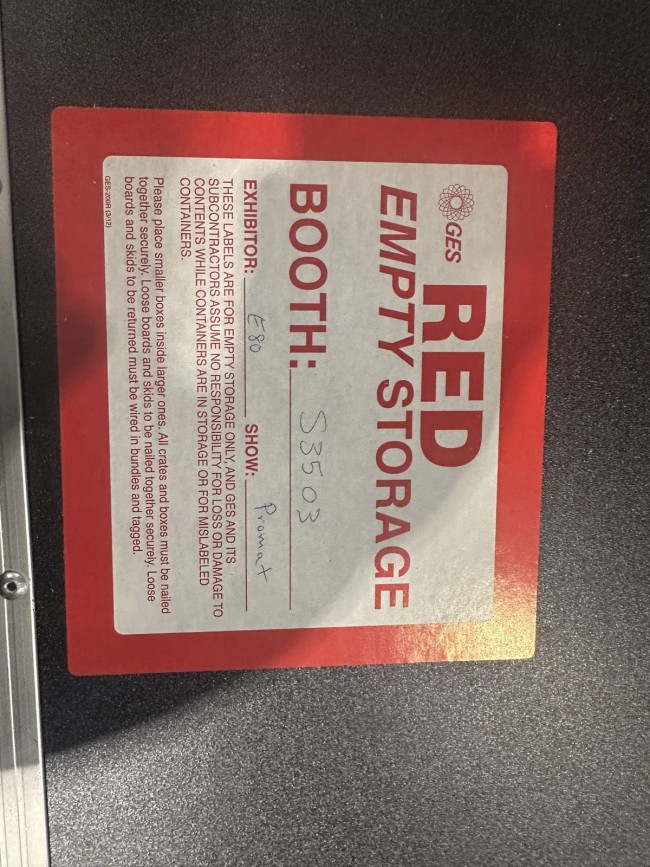 GES
RED
EMPTY STORAGE
BOOTH: S3503
EXHIBITOR: E80 SHOW: Promat
THESE LABELS ARE FOR EMPTY STORAGE ONLY, AND GES AND ITS
SUBCONTRACTORS ASSUME NO RESPONSIBILITY FOR LOSS OR DAMAGE TO
CONTENTS WHILE CONTAINERS ARE IN STORAGE OR FOR MISLABELED
CONTAINERS.
Please place smaller boxes inside larger ones. All crates and boxes must be nailed
together securely. Loose boards and skids to be nailed together securely. Loose
boards and skids to be returned must be wired in bundles and tagged.
GES-200R (3/12)